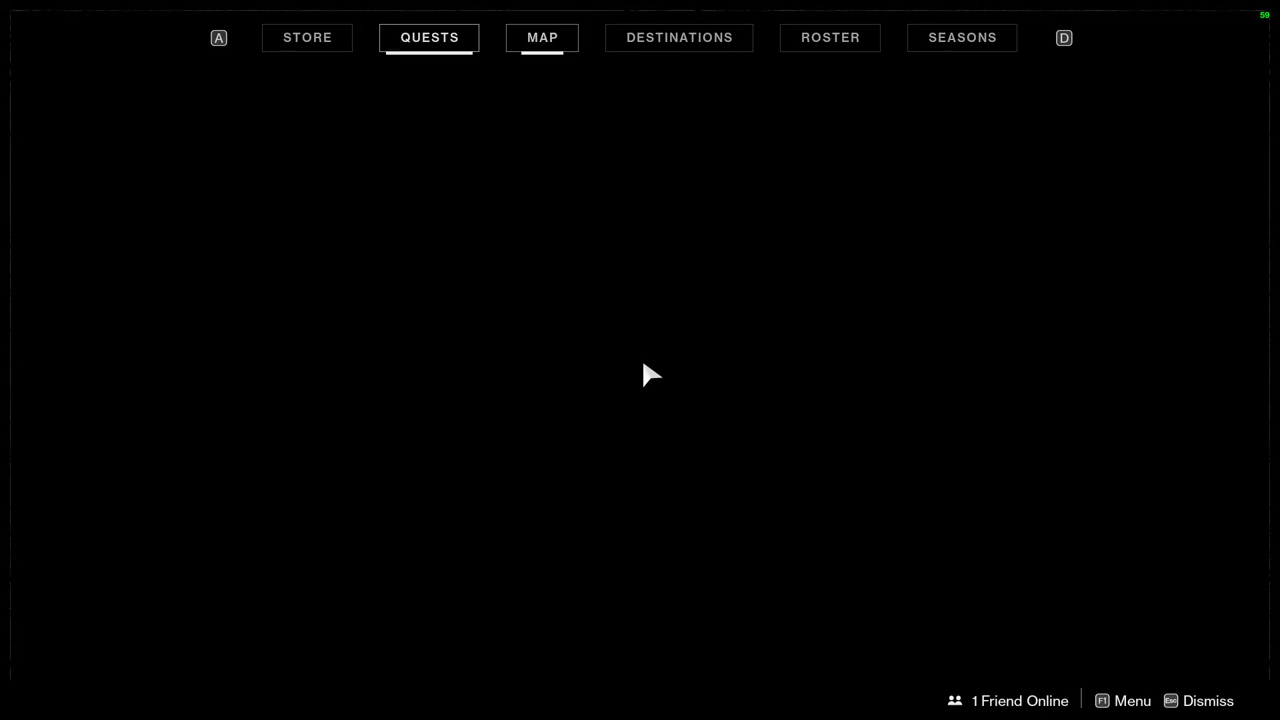 59
A STORE QUESTS MAP DESTINATIONS ROSTER SEASONS D
1 Friend Online F1 Menu Esc Dismiss